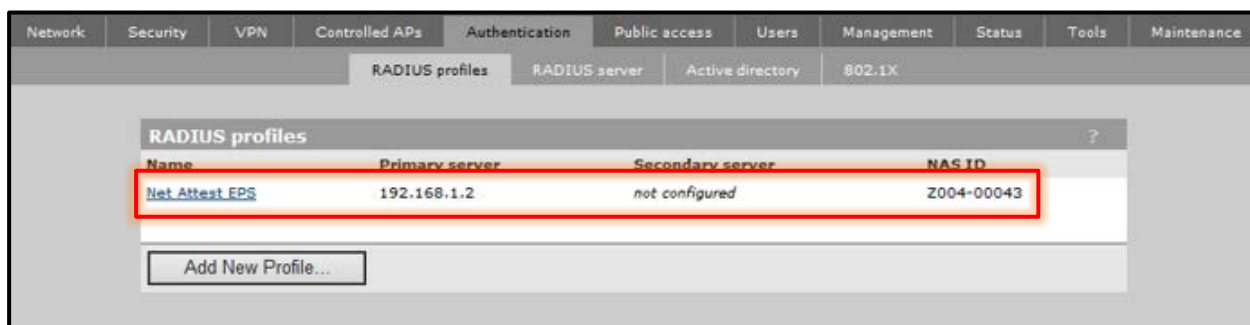 Network Security VPN Controlled APs Authentication Public access Users Management Status Tools Maintenance
RADIUS profiles RADIUS server Active directory 802.1X
RADIUS profiles ?
Name Primary server Secondary server NAS ID
Net Attest EPS 192.168.1.2 not configured Z004-00043
Add New Profile...